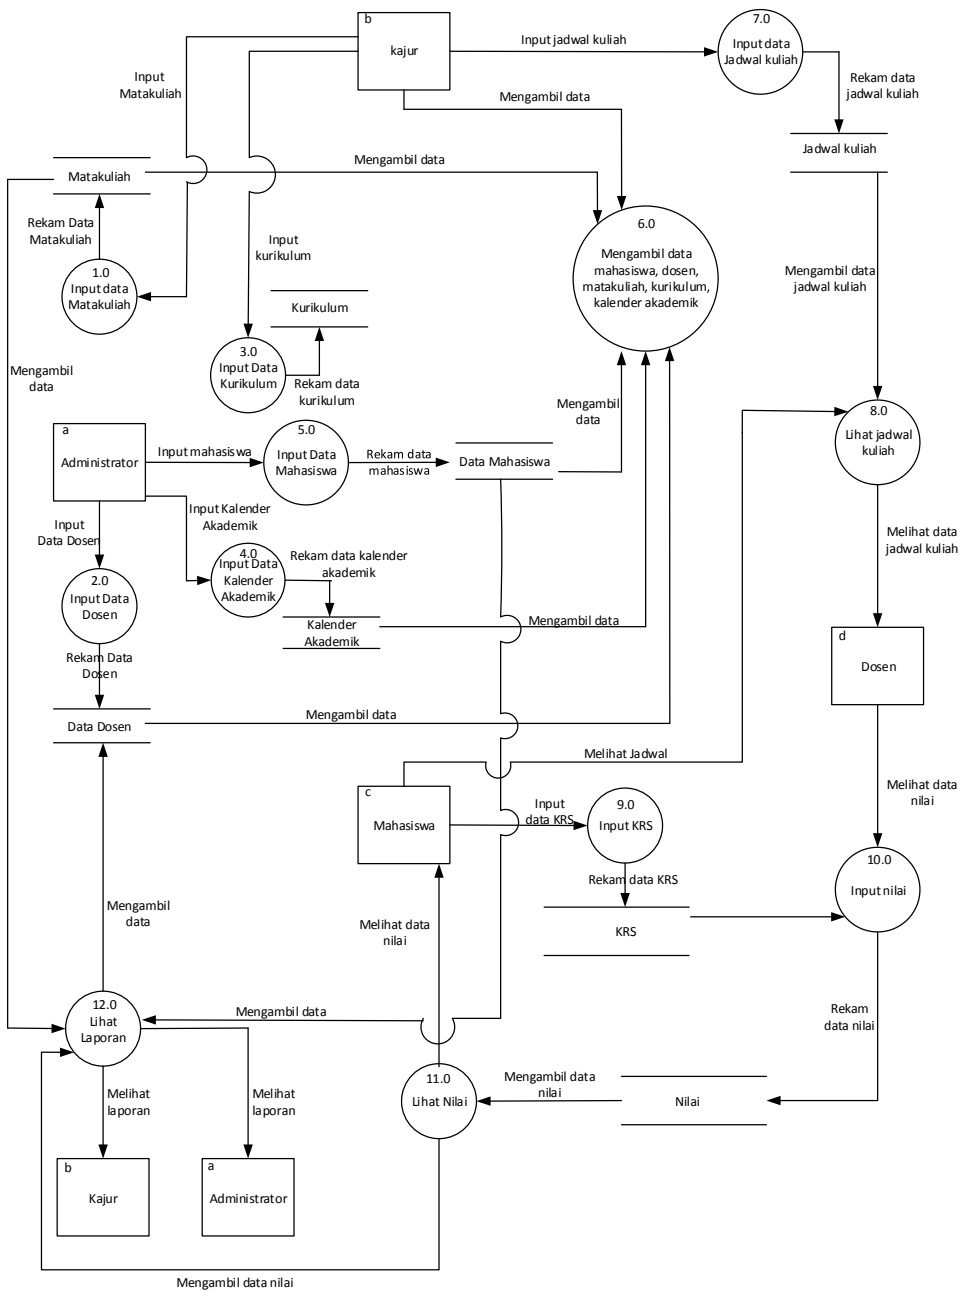 b
kajur
Input jadwal kuliah
7.0
Input data
Jadwal kuliah
Rekam data
jadwal kuliah
Jadwal kuliah
Input
Matakuliah
Mengambil data
Mengambil data
Matakuliah
Rekam Data
Matakuliah
1.0
Input data
Matakuliah
Input
kurikulum
Kurikulum
3.0
Input Data
Kurikulum
Rekam data
kurikulum
6.0
Mengambil data
mahasiswa, dosen,
matakuliah, kurikulum,
kalender akademik
Mengambil data
jadwal kuliah
Mengambil
data
Mengambil
data
a
Administrator
Input mahasiswa
5.0
Input Data
Mahasiswa
Rekam data
mahasiswa
Data Mahasiswa
8.0
Lihat jadwal
kuliah
Input
Data Dosen
Input Kalender
Akademik
4.0
Input Data
Kalender
Akademik
Rekam data kalender
akademik
Kalender
Akademik
Mengambil data
Melihat data
jadwal kuliah
2.0
Input Data
Dosen
Rekam Data
Dosen
Data Dosen
Mengambil data
d
Dosen
Melihat Jadwal
c
Mahasiswa
Input
data KRS
9.0
Input KRS
Rekam data KRS
KRS
Melihat data
nilai
10.0
Input nilai
Mengambil
data
Melihat data
nilai
Rekam
data nilai
12.0
Lihat
Laporan
Mengambil data
11.0
Lihat Nilai
Mengambil data
nilai
Nilai
Melihat
laporan
Melihat
laporan
b
Kajur
a
Administrator
Mengambil data nilai